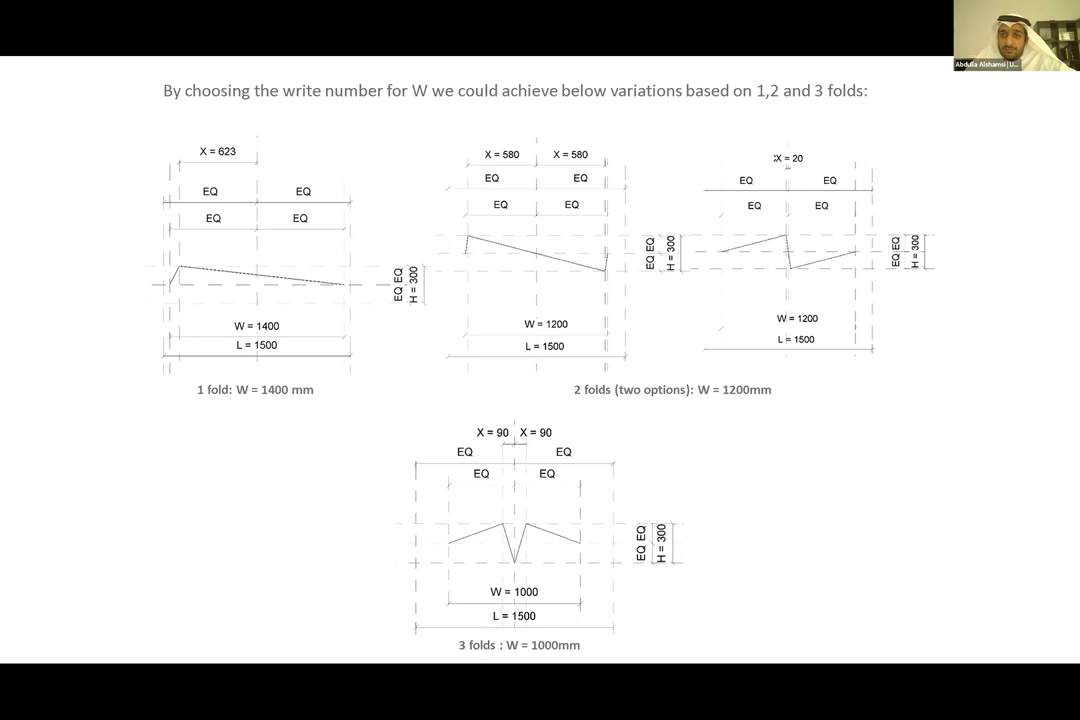 Abdulla Alshamsi | U...
By choosing the write number for W we could achieve below variations based on 1,2 and 3 folds:
X = 623
EQ EQ
EQ EQ
EQ EQ
H = 300
W = 1400
L = 1500
1 fold: W = 1400 mm
X = 580 X = 580
EQ EQ
EQ EQ
EQ EQ
H = 300
W = 1200
L = 1500
X = 20
EQ EQ
EQ EQ
EQ EQ
H = 300
W = 1200
L = 1500
2 folds (two options): W = 1200mm
X = 90 X = 90
EQ EQ
EQ EQ
EQ EQ
H = 300
W = 1000
L = 1500
3 folds : W = 1000mm